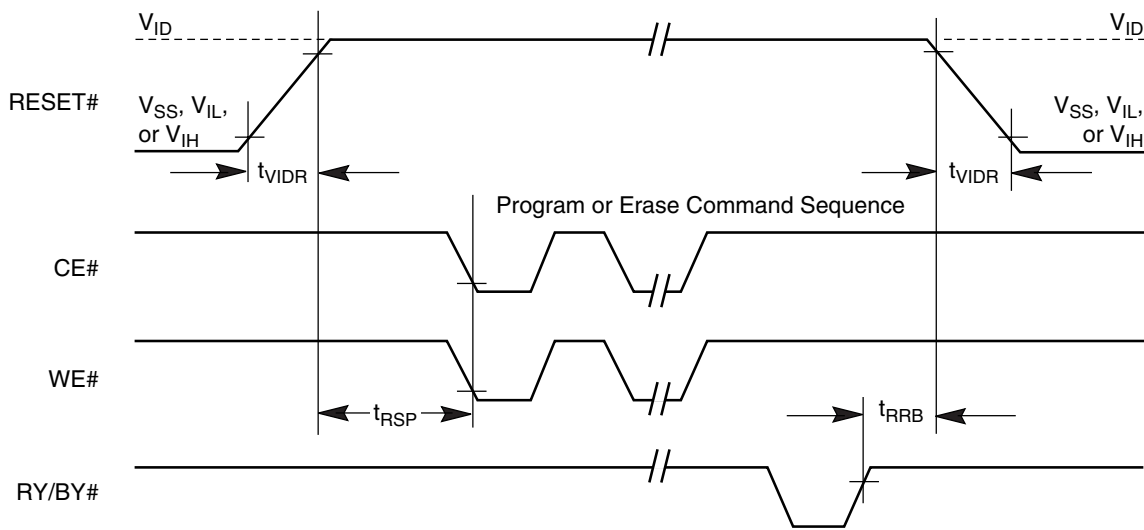 V_ID
V_ID
RESET#
V_SS, V_IL,
or V_IH
V_SS, V_IL,
or V_IH
t_VIDR
t_VIDR
Program or Erase Command Sequence
CE#
WE#
t_RSP
t_RRB
RY/BY#